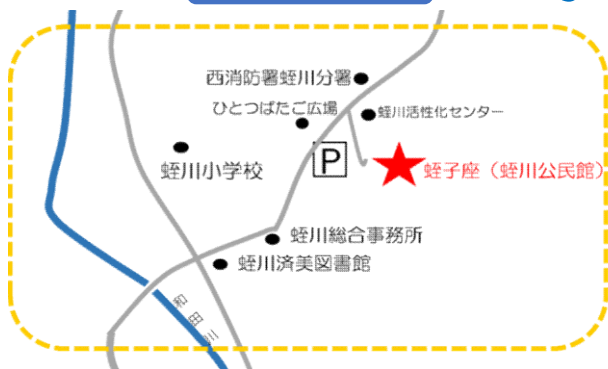 西消防署蛭川分署
ひとつばたご広場
蛭川活性化センター
蛭川小学校
P
蛭子座（蛭川公民館）
蛭川総合事務所
蛭川済美図書館
和田川